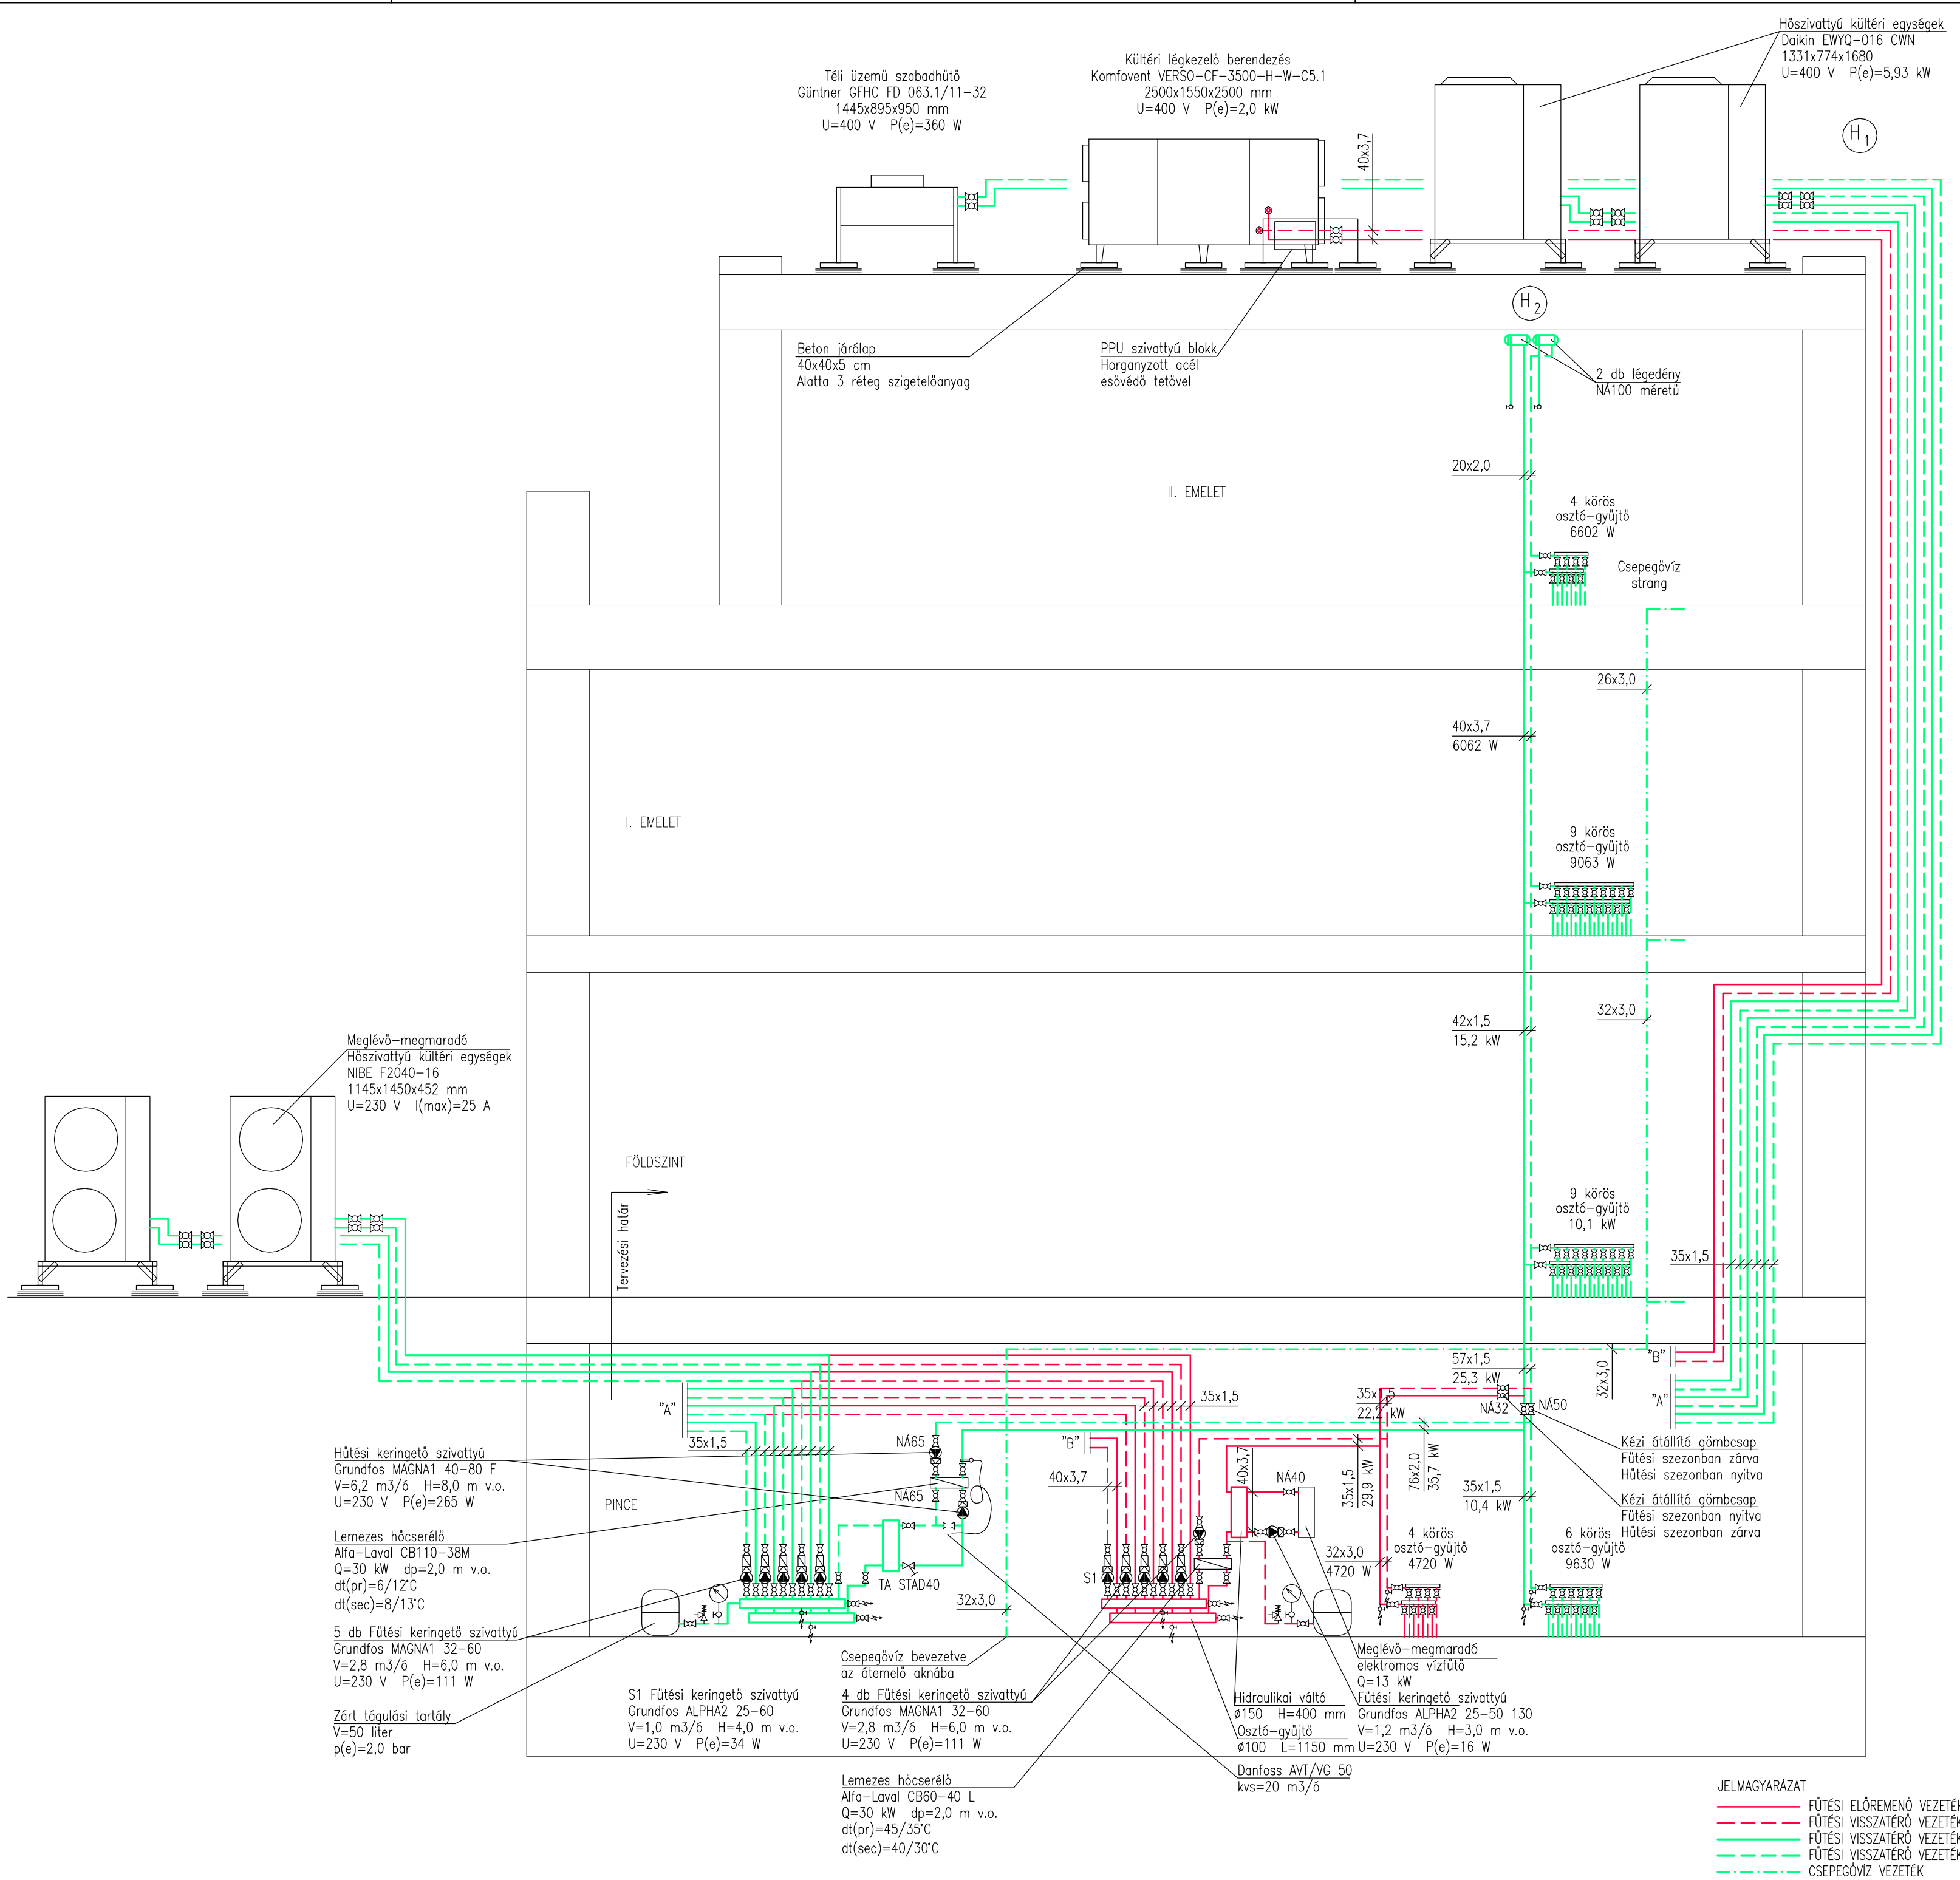 Hőszivattyú kültéri egységek
Daikin EWYQ-016 CWN
1331x774x1680
U=400 V P(e)=5,93 kW
Kültéri légkezelő berendezés
Komfovent VERSO-CF-3500-H-W-C5.1
2500x1550x2500 mm
U=400 V P(e)=2,0 kW
Téli üzemű szabadhűtő
Güntner GFHC FD 063.1/11-32
1445x895x950 mm
U=400 V P(e)=360 W
40x3,7
H1
H2
Beton járólap
40x40x5 cm
Alatta 3 réteg szigetelőanyag
PPU szivattyú blokk
Horganyzott acél
esővédő tetővel
2 db légedény
NÁ100 méretű
20x2,0
II. EMELET
4 körös
osztó-gyűjtő
6602 W
Csepegővíz
strang
26x3,0
40x3,7
6062 W
I. EMELET
9 körös
osztó-gyűjtő
9063 W
32x3,0
42x1,5
15,2 kW
Meglévő-megmaradó
Hőszivattyú kültéri egységek
NIBE F2040-16
1145x1450x452 mm
U=230 V I(max)=25 A
FÖLDSZINT
Tervezési határ
9 körös
osztó-gyűjtő
10,1 kW
35x1,5
57x1,5
25,3 kW
32x3,0
"B"
"A"
"A"
35x1,5
35x1,5
35x1,5
22,2 kW
NÁ32
NÁ50
NÁ65
NÁ65
"B"
40x3,7
40x3,7
NÁ40
35x1,5
29,9 kW
76x2,0
35,7 kW
35x1,5
10,4 kW
Kézi átállító gömbcsap
Fűtési szezonban zárva
Hűtési szezonban nyitva
Kézi átállító gömbcsap
Fűtési szezonban nyitva
Hűtési szezonban zárva
Hűtési keringető szivattyú
Grundfos MAGNA1 40-80 F
V=6,2 m3/ó H=8,0 m v.o.
U=230 V P(e)=265 W
PINCE
Lemezes hőcserélő
Alfa-Laval CB110-38M
Q=30 kW dp=2,0 m v.o.
dt(pr)=6/12°C
dt(sec)=8/13°C
TA STAD40
S1
32x3,0
32x3,0
4720 W
4 körös
osztó-gyűjtő
4720 W
6 körös
osztó-gyűjtő
9630 W
5 db Fűtési keringető szivattyú
Grundfos MAGNA1 32-60
V=2,8 m3/ó H=6,0 m v.o.
U=230 V P(e)=111 W
Zárt tágulási tartály
V=50 liter
p(e)=2,0 bar
S1 Fűtési keringető szivattyú
Grundfos ALPHA2 25-60
V=1,0 m3/ó H=4,0 m v.o.
U=230 V P(e)=34 W
Csepegővíz bevezetve
az átemelő aknába
4 db Fűtési keringető szivattyú
Grundfos MAGNA1 32-60
V=2,8 m3/ó H=6,0 m v.o.
U=230 V P(e)=111 W
Hidraulikai váltó
ø150 H=400 mm
Osztó-gyűjtő
ø100 L=1150 mm
Meglévő-megmaradó
elektromos vízfűtő
Q=13 kW
Fűtési keringető szivattyú
Grundfos ALPHA2 25-50 130
V=1,2 m3/ó H=3,0 m v.o.
U=230 V P(e)=16 W
Danfoss AVT/VG 50
kvs=20 m3/ó
Lemezes hőcserélő
Alfa-Laval CB60-40 L
Q=30 kW dp=2,0 m v.o.
dt(pr)=45/35°C
dt(sec)=40/30°C
JELMAGYARÁZAT
FŰTÉSI ELŐREMENŐ VEZETÉK
FŰTÉSI VISSZATÉRŐ VEZETÉK
FŰTÉSI VISSZATÉRŐ VEZETÉK
FŰTÉSI VISSZATÉRŐ VEZETÉK
CSEPEGŐVÍZ VEZETÉK